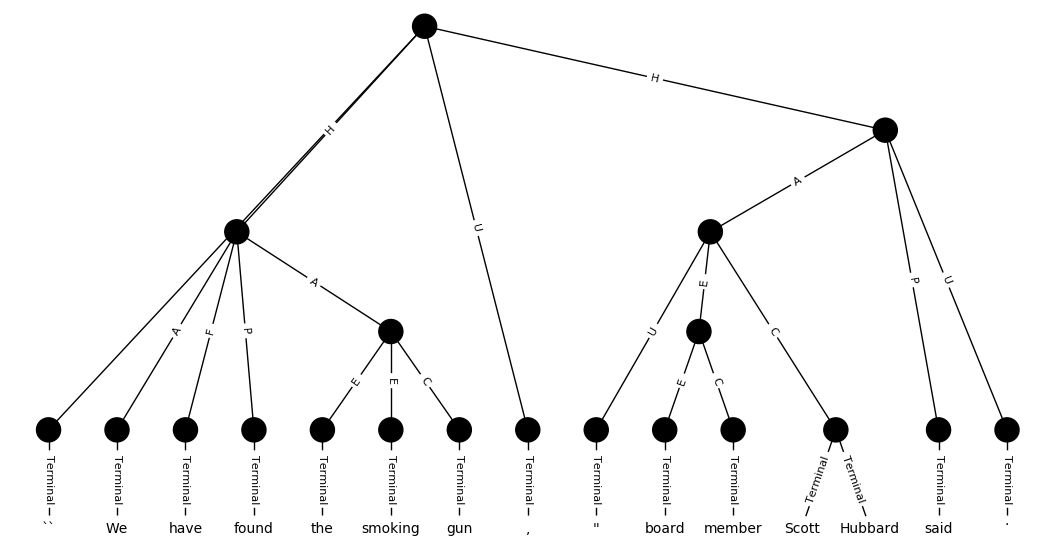 H
H
U
A
A
E
P
U
A
F
P
U
C
E
E
C
E
C
Terminal Terminal Terminal Terminal Terminal Terminal Terminal Terminal Terminal Terminal Terminal Terminal Terminal Terminal Terminal
`` We have found the smoking gun , " board member Scott Hubbard said .